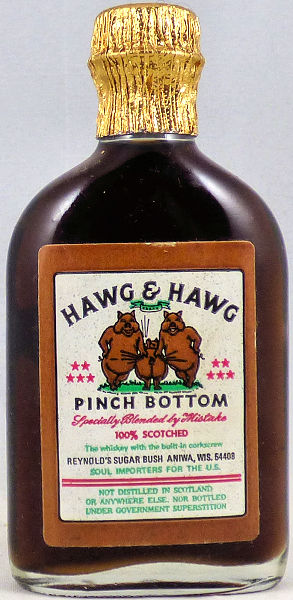 HAWG & HAWG
PINCH BOTTOM
Specially Blended by Mistake
100% SCOTCHED
The whiskey with the built-in corkscrew
REYNOLD'S SUGAR BUSH ANIWA, WIS. 54408
SOUL IMPORTERS FOR THE U.S.
NOT DISTILLED IN SCOTLAND
OR ANYWHERE ELSE. NOR BOTTLED
UNDER GOVERNMENT SUPERSTITION